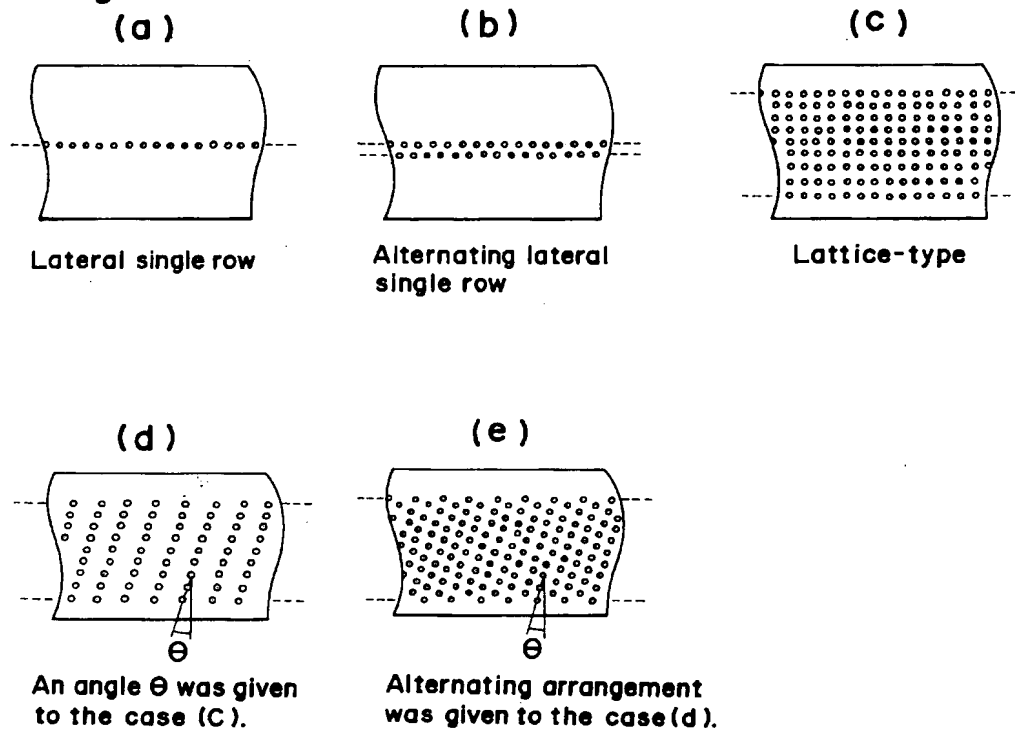 (a)
(b)
(c)
Lateral single row
Alternating lateral
single row
Lattice-type
(d)
(e)
θ
θ
An angle θ was given
to the case (C).
Alternating arrangement
was given to the case (d).